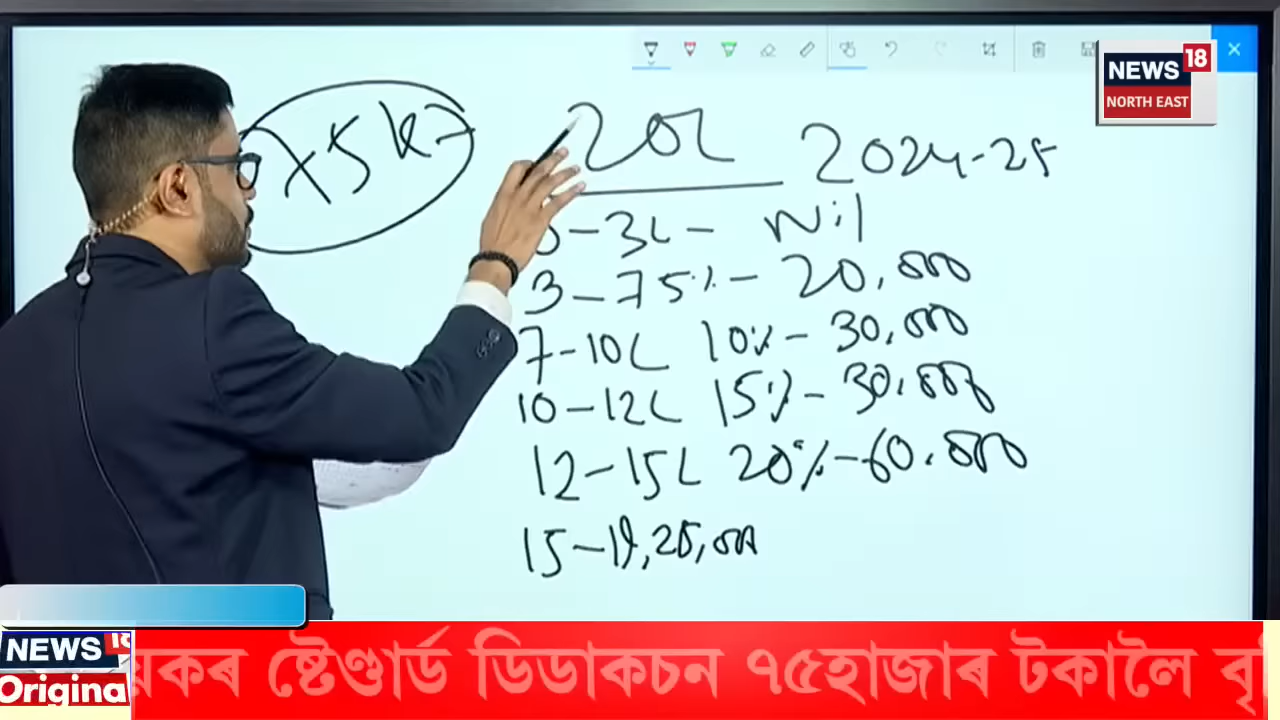 NEWS 18
NORTH EAST
75K
20L
2024-25
0-3L- Nil
3-7 5%- 20,000
7-10L 10%- 30,000
10-12L 15%- 30,000
12-15L 20%-60,000
15-19,25,000
NEWS 18
Original
ষ্টেণ্ডাৰ্ড ডিডাকচন ৭৫হাজাৰ টকালৈ